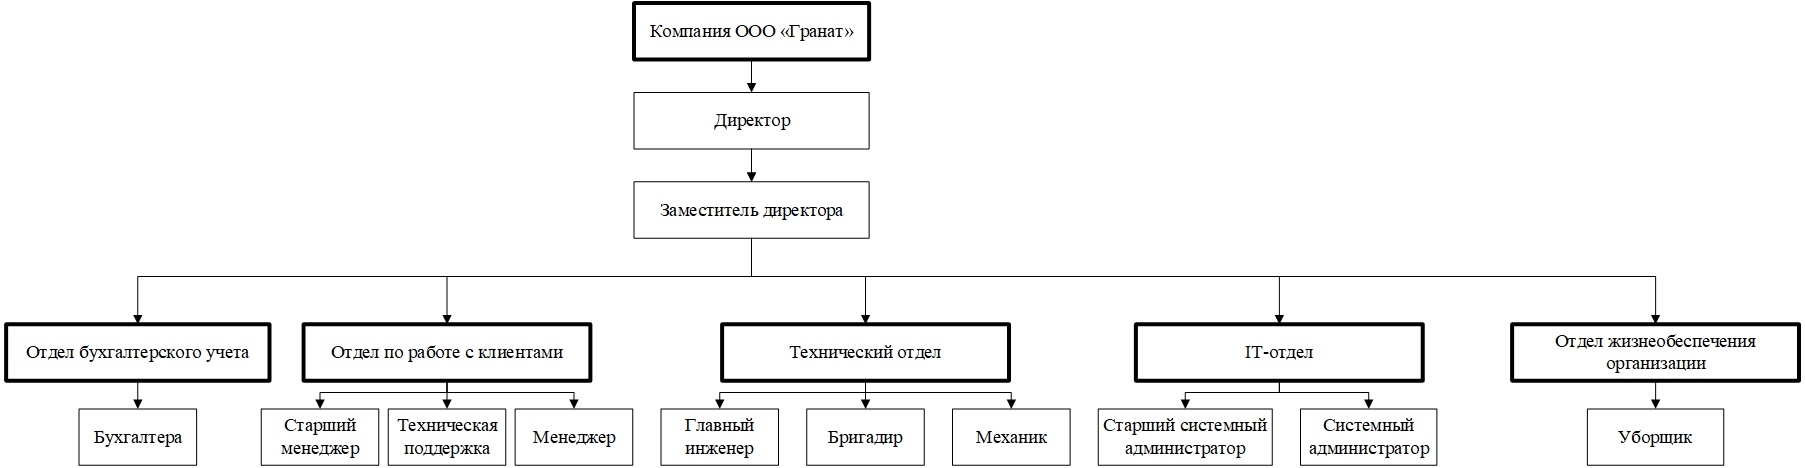 Компания ООО «Гранат»
Директор
Заместитель директора
Отдел бухгалтерского учета
Отдел по работе с клиентами
Технический отдел
IT-отдел
Отдел жизнеобеспечения
организации
Бухгалтера
Старший
менеджер
Техническая
поддержка
Менеджер
Главный
инженер
Бригадир
Механик
Старший системный
администратор
Системный
администратор
Уборщик